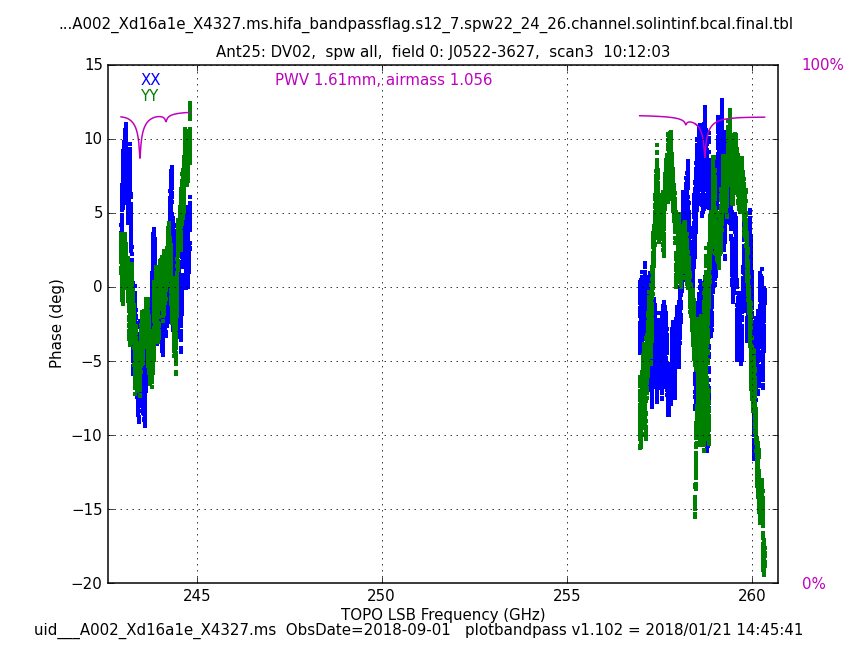 ...A002_Xd16a1e_X4327.ms.hifa_bandpassflag.s12_7.spw22_24_26.channel.solintinf.bcal.final.tbl
Ant25: DV02, spw all, field 0: J0522-3627, scan3 10:12:03
XX
YY
PWV 1.61mm, airmass 1.056
100%
0%
15
10
5
0
−5
−10
−15
−20
Phase (deg)
245
250
255
260
TOPO LSB Frequency (GHz)
uid___A002_Xd16a1e_X4327.ms ObsDate=2018-09-01 plotbandpass v1.102 = 2018/01/21 14:45:41